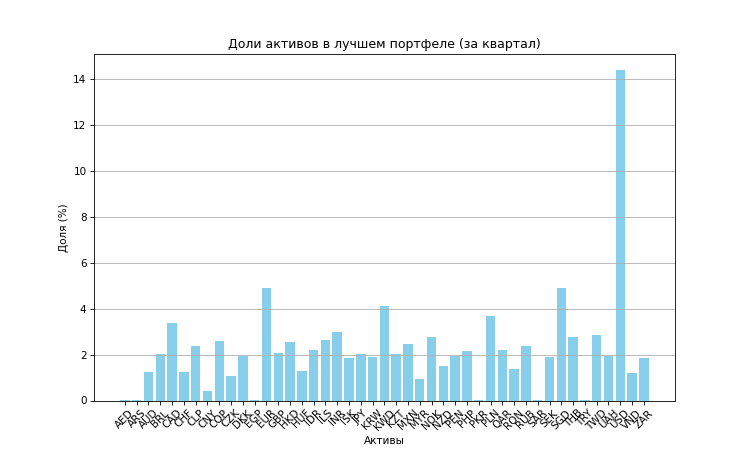 Доли активов в лучшем портфеле (за квартал)
Доля (%)
14
12
10
8
6
4
2
0
AED
ARS
AUD
BRL
CAD
CHF
CLP
CNY
COP
CZK
DKK
EGP
EUR
GBP
HKD
HUF
IDR
ILS
INR
ISK
JPY
KRW
KWD
KZT
MXN
MYR
NOK
NZD
PEN
PHP
PKR
PLN
QAR
RON
RUB
SAR
SEK
SGD
THB
TRY
TWD
UAH
USD
VND
ZAR
Активы